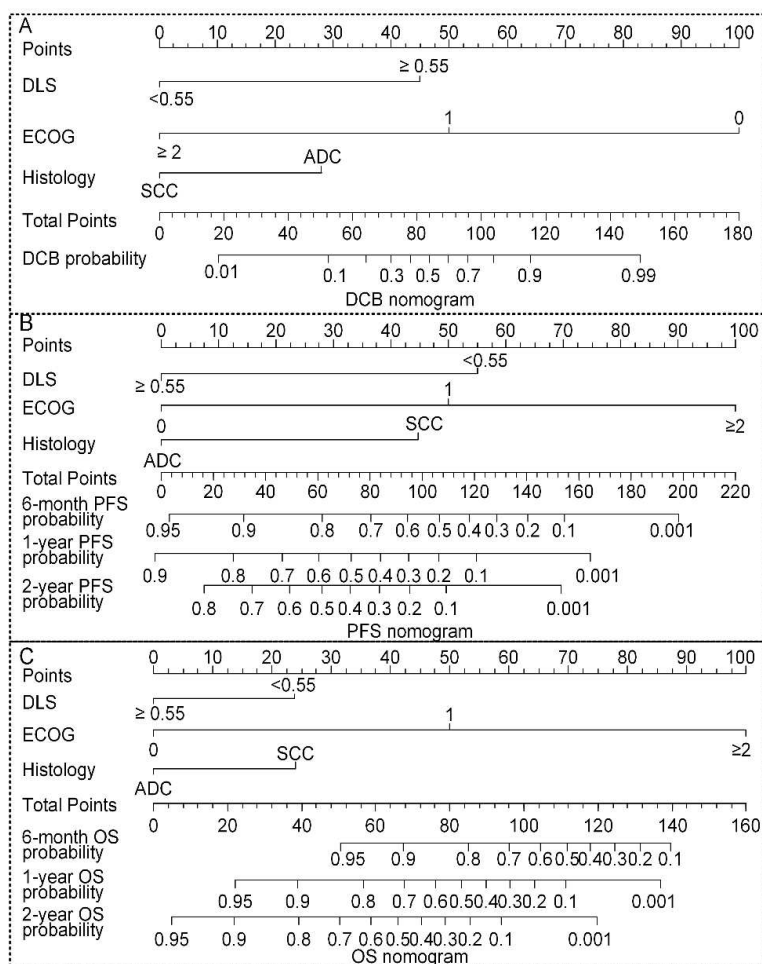 A
Points
0 10 20 30 40 50 60 70 80 90 100
≥ 0.55
DLS
<0.55
1 0
ECOG
≥ 2
ADC
Histology
SCC
Total Points
0 20 40 60 80 100 120 140 160 180
DCB probability
0.01 0.1 0.3 0.5 0.7 0.9 0.99
DCB nomogram
B
0 10 20 30 40 50 60 70 80 90 100
Points
<0.55
DLS
≥ 0.55
1
ECOG
0 ≥2
SCC
Histology
ADC
Total Points
0 20 40 60 80 100 120 140 160 180 200 220
6-month PFS
probability
0.95 0.9 0.8 0.7 0.6 0.5 0.4 0.3 0.2 0.1 0.001
1-year PFS
probability
0.9 0.8 0.7 0.6 0.5 0.4 0.3 0.2 0.1 0.001
2-year PFS
probability
0.8 0.7 0.6 0.5 0.4 0.3 0.2 0.1 0.001
PFS nomogram
C
0 10 20 30 40 50 60 70 80 90 100
Points
<0.55
DLS
≥ 0.55
1
ECOG
0 ≥2
SCC
Histology
ADC
Total Points
0 20 40 60 80 100 120 140 160
6-month OS
probability
0.95 0.9 0.8 0.7 0.6 0.5 0.4 0.3 0.2 0.1
1-year OS
probability
0.95 0.9 0.8 0.7 0.6 0.5 0.4 0.3 0.2 0.1 0.001
2-year OS
probability
0.95 0.9 0.8 0.7 0.6 0.5 0.4 0.3 0.2 0.1 0.001
OS nomogram